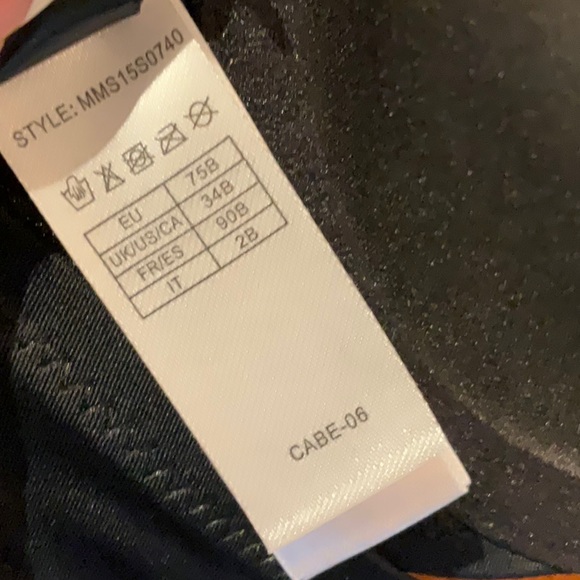 STYLE: MMS15S0740
EU 75B
UK/US/CA 34B
FR/ES 90B
IT 2B
CABE-06